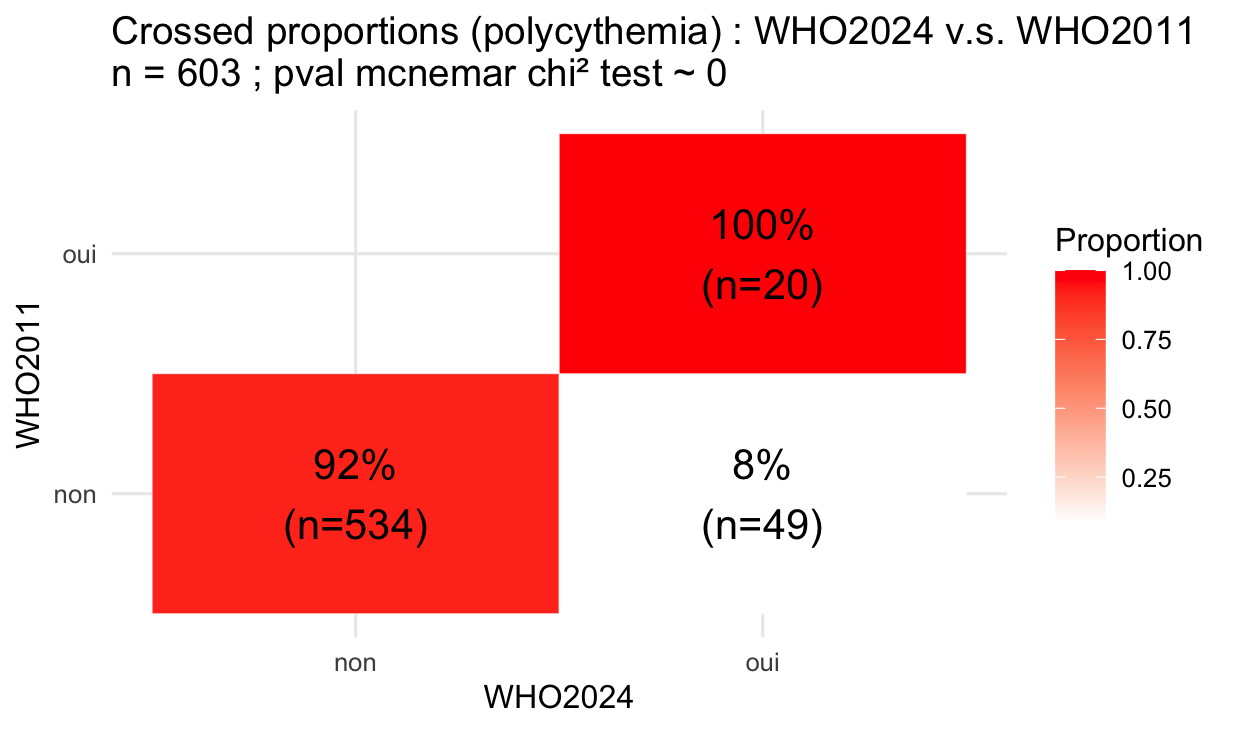 Crossed proportions (polycythemia) : WHO2024 v.s. WHO2011
n = 603 ; pval mcnemar chi² test ~ 0
WHO2011
oui
non
100%
(n=20)
92%
(n=534)
8%
(n=49)
non
oui
WHO2024
Proportion
1.00
0.75
0.50
0.25